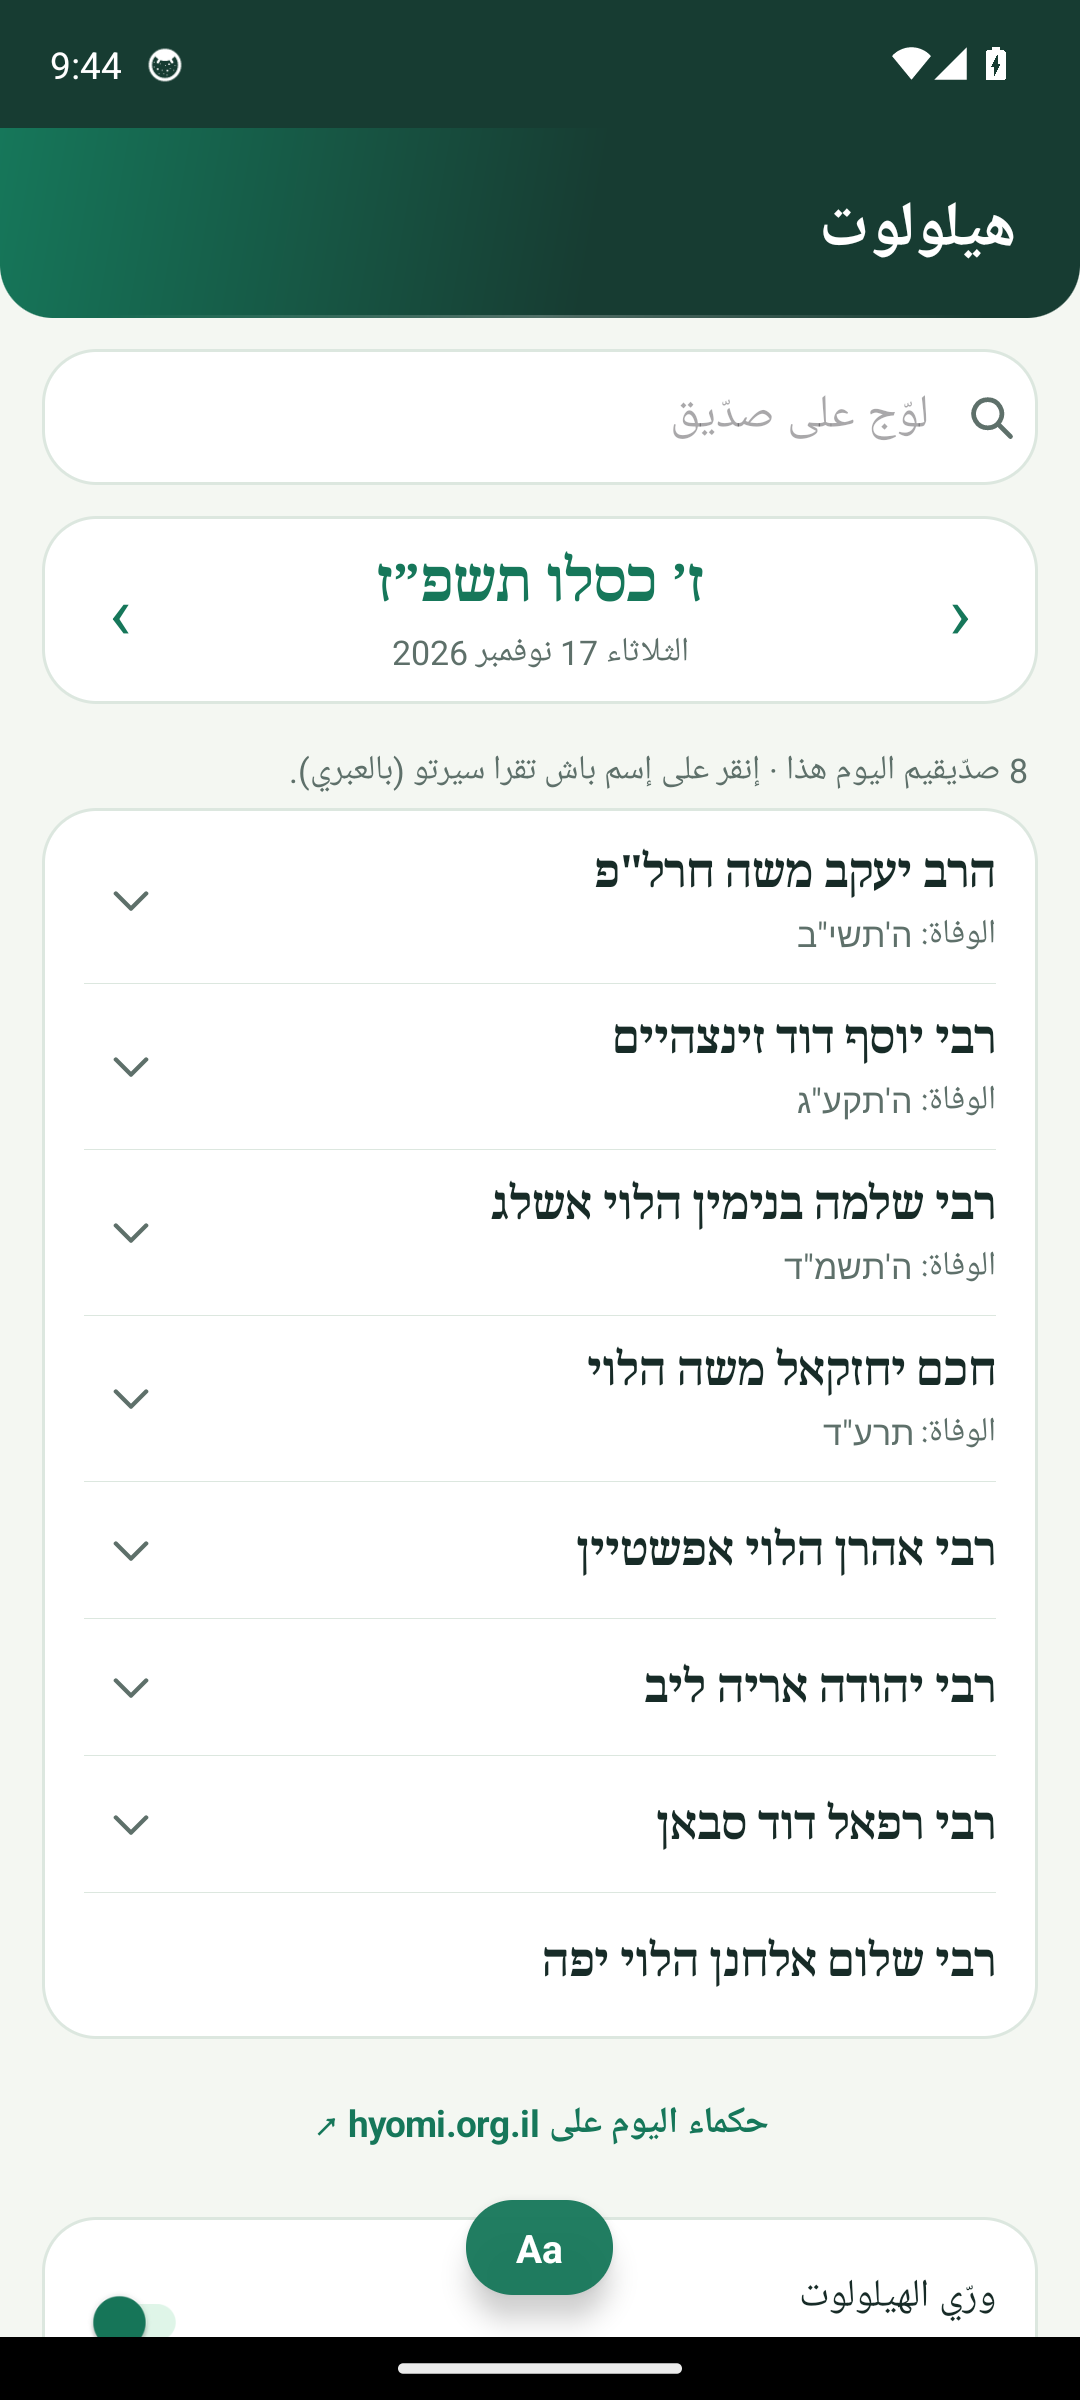 9:44
هيلولوت
لوّج على صدّيق
ז׳ כסלו תשפ״ז
الثلاثاء 17 نوفمبر 2026
8 صدّيقيم اليوم هذا · إنقر على إسم باش تقرا سيرتو (بالعبري).
הרב יעקב משה חרל"פ
الوفاة: ה'תשי"ב
רבי יוסף דוד זינצהיים
الوفاة: ה'תקע"ג
רבי שלמה בנימין הלוי אשלג
الوفاة: ה'תשמ"ד
חכם יחזקאל משה הלוי
الوفاة: תרע"ד
רבי אהרן הלוי אפשטיין
רבי יהודה אריה ליב
רבי רפאל דוד סבאן
רבי שלום אלחנן הלוי יפה
حكماء اليوم على hyomi.org.il ↗
Aa
ورّي الهيلولوت